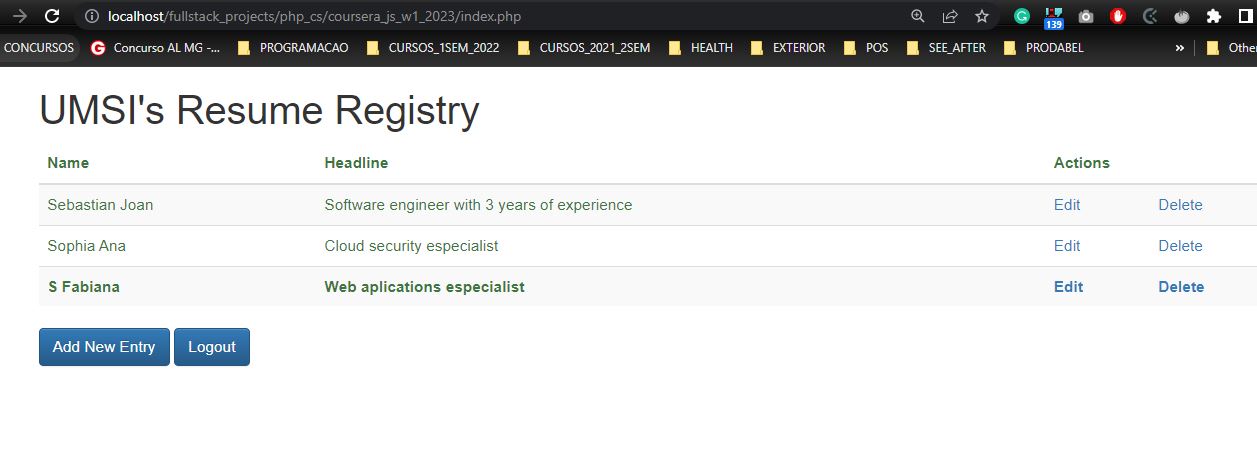 localhost/fullstack_projects/php_cs/coursera_js_w1_2023/index.php
139
CONCURSOS G Concurso AL MG -... PROGRAMACAO CURSOS_1SEM_2022 CURSOS_2021_2SEM HEALTH EXTERIOR POS SEE_AFTER PRODABEL » Othe
UMSI's Resume Registry
Name Headline Actions
Sebastian Joan Software engineer with 3 years of experience Edit Delete
Sophia Ana Cloud security especialist Edit Delete
S Fabiana Web aplications especialist Edit Delete
Add New Entry Logout